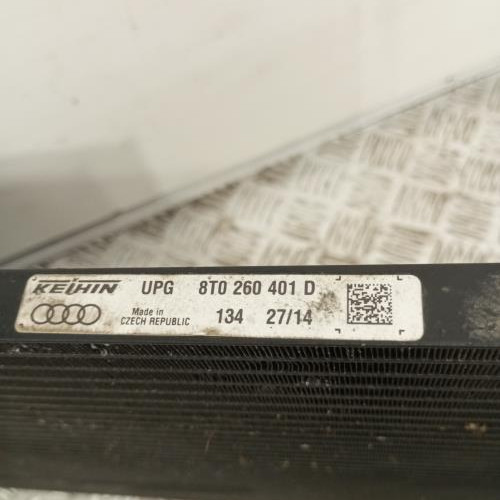 KEIHIN UPG 8T0 260 401 D
Made in
CZECH REPUBLIC 134 27/14